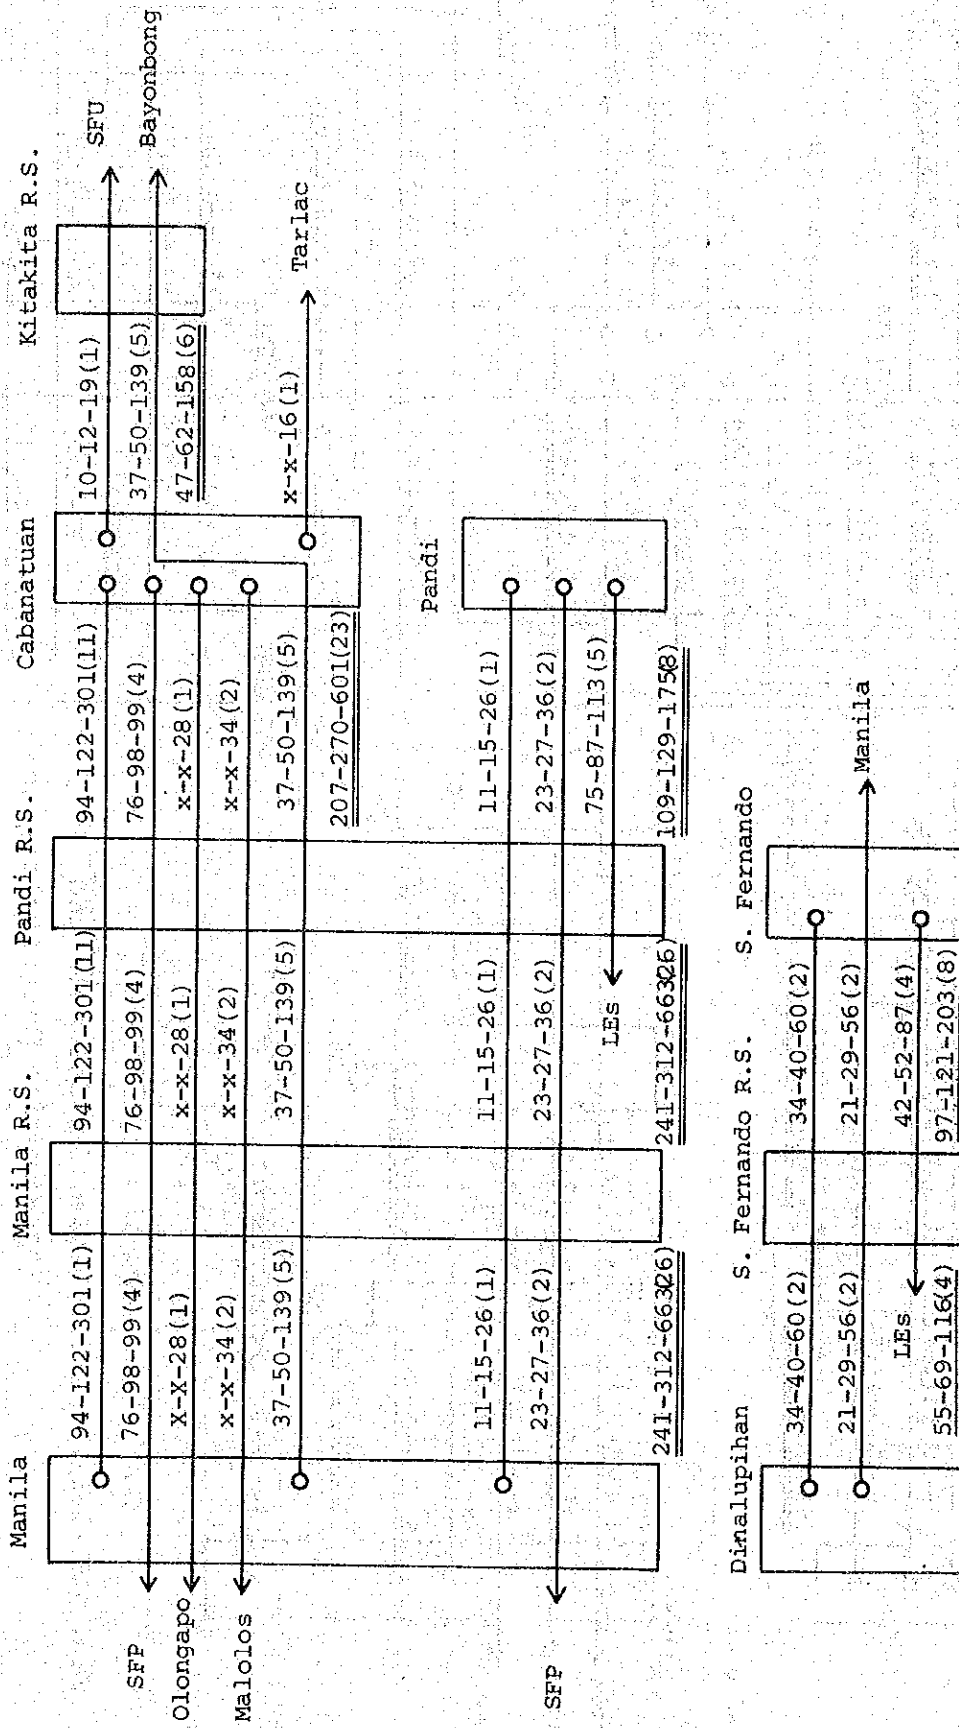 Manila
Manila R.S.
Pandi R.S.
Cabanatuan
Kitakita R.S.
94-122-301(1)
94-122-301(11)
94-122-301(11)
10-12-19(1)
SFU
SFP
76-98-99(4)
76-98-99(4)
76-98-99(4)
37-50-139(5)
Bayonbong
Olongapo
X-X-28(1)
x-x-28(1)
x-x-28(1)
47-62-158(6)
Malolos
x-x-34(2)
x-x-34(2)
x-x-34(2)
37-50-139(5)
37-50-139(5)
37-50-139(5)
x-x-16(1)
Tarlac
207-270-601(23)
Pandi
11-15-26(1)
11-15-26(1)
11-15-26(1)
SFP
23-27-36(2)
23-27-36(2)
23-27-36(2)
LEs
75-87-113(5)
241-312-663(26)
241-312-663(26)
109-129-175(8)
Dinalupihan
S. Fernando R.S.
S. Fernando
34-40-60(2)
34-40-60(2)
21-29-56(2)
21-29-56(2)
Manila
LEs
42-52-87(4)
55-69-116(4)
97-121-203(8)